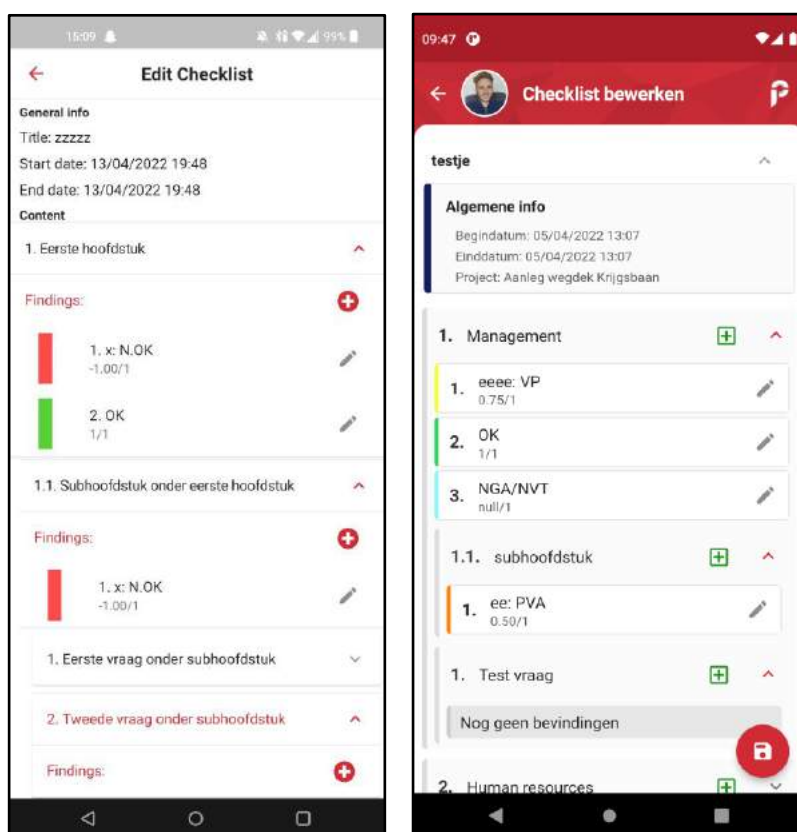 15:09 99%
Edit Checklist
General info
Title: zzzzz
Start date: 13/04/2022 19:48
End date: 13/04/2022 19:48
Content
1. Eerste hoofdstuk
Findings:
1. x: N.OK
-1.00/1
2. OK
1/1
1.1. Subhoofdstuk onder eerste hoofdstuk
Findings:
1. x: N.OK
-1.00/1
1. Eerste vraag onder subhoofdstuk
2. Tweede vraag onder subhoofdstuk
Findings:
09:47
Checklist bewerken
testje
Algemene info
Begindatum: 05/04/2022 13:07
Einddatum: 05/04/2022 13:07
Project: Aanleg wegdek Krijgsbaan
1. Management
1. eeee: VP
0.75/1
2. OK
1/1
3. NGA/NVT
null/1
1.1. subhoofdstuk
1. ee: PVA
0.50/1
1. Test vraag
Nog geen bevindingen
2. Human resources